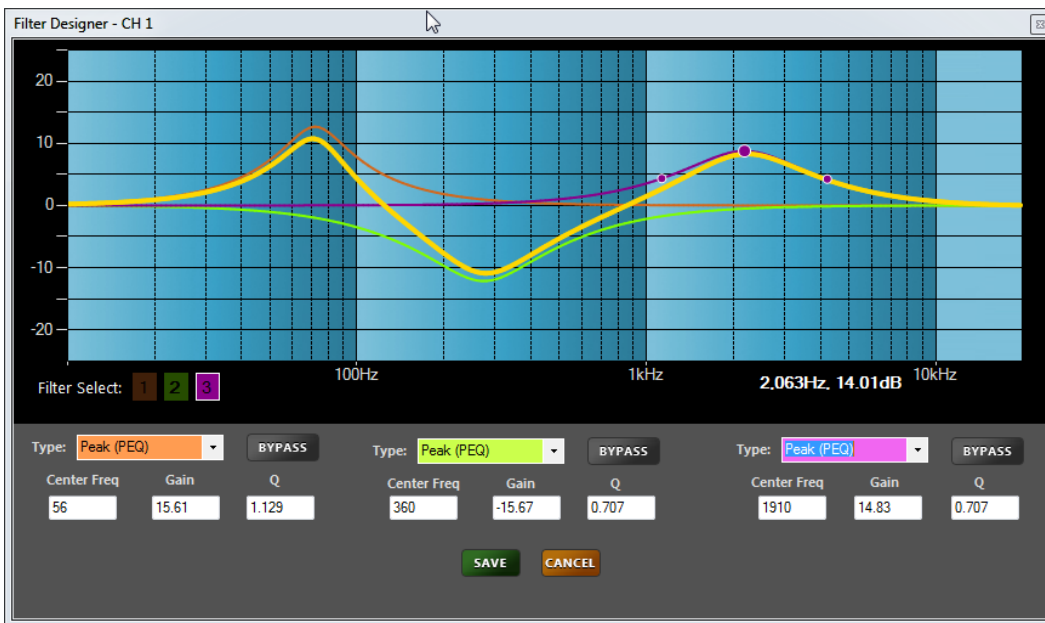 Filter Designer - CH 1
20
10
0
-10
-20
100Hz 1kHz 10kHz
2,063Hz, 14.01dB
Filter Select: 1 2 3
Type: Peak (PEQ) BYPASS Type: Peak (PEQ) BYPASS Type: Peak (PEQ) BYPASS
Center Freq Gain Q Center Freq Gain Q Center Freq Gain Q
56 15.61 1.129 360 -15.67 0.707 1910 14.83 0.707
SAVE CANCEL